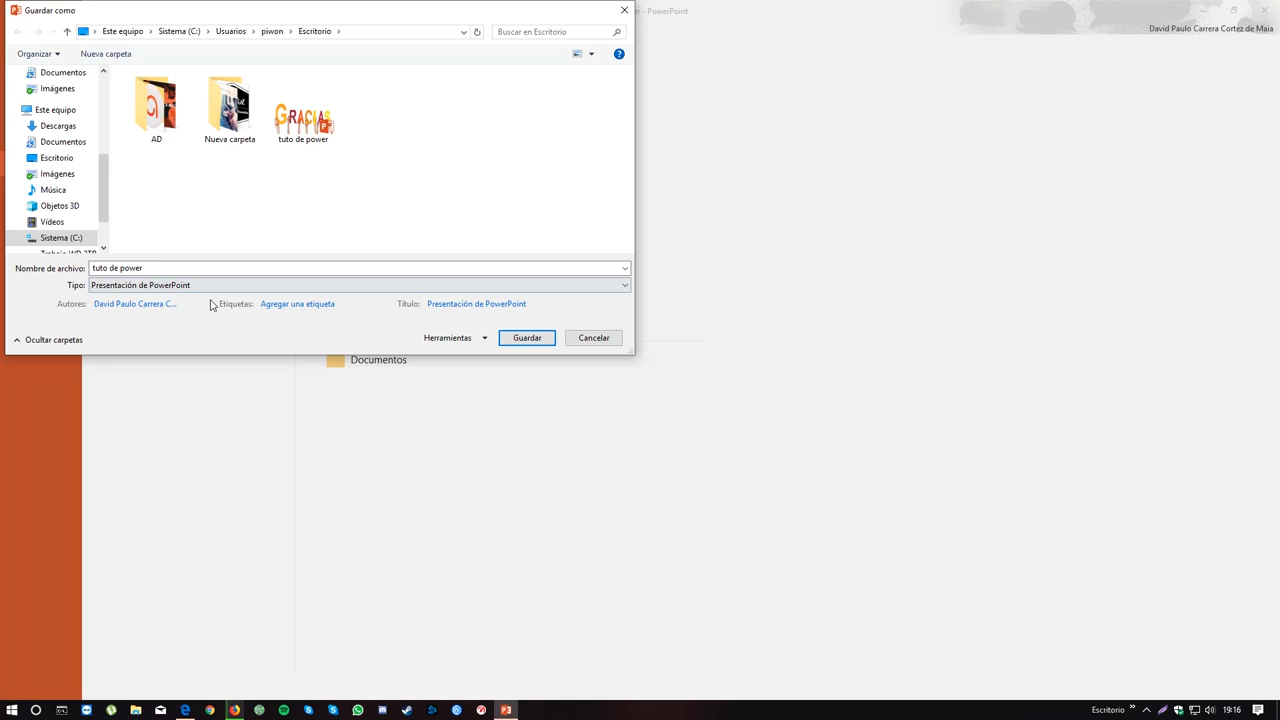 Guardar como
r - PowerPoint
David Paulo Carrera Cortez de Maia
Este equipo > Sistema (C:) > Usuarios > piwon > Escritorio >
Buscar en Escritorio
Organizar
Nueva carpeta
Documentos
Imágenes
Este equipo
Descargas
Documentos
Escritorio
Imágenes
Música
Objetos 3D
Vídeos
Sistema (C:)
Trabajo WD 2TB
AD
Nueva carpeta
GRACIAS
tuto de power
Nombre de archivo: tuto de power
Tipo: Presentación de PowerPoint
Autores: David Paulo Carrera C...
Etiquetas: Agregar una etiqueta
Título: Presentación de PowerPoint
Ocultar carpetas
Herramientas
Guardar
Cancelar
Documentos
Escritorio
19:16